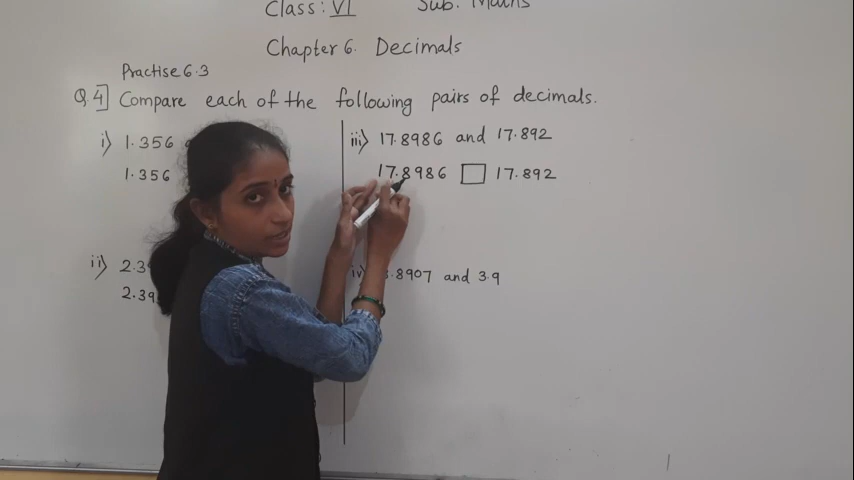 Class: VI Sub. Maths
Chapter 6. Decimals
Practise 6.3
Q.4] Compare each of the following pairs of decimals.
i) 1.356
1.356
ii) 2.3
2.39
iii) 17.8986 and 17.892
17.8986 □ 17.892
iv) .8907 and 3.9